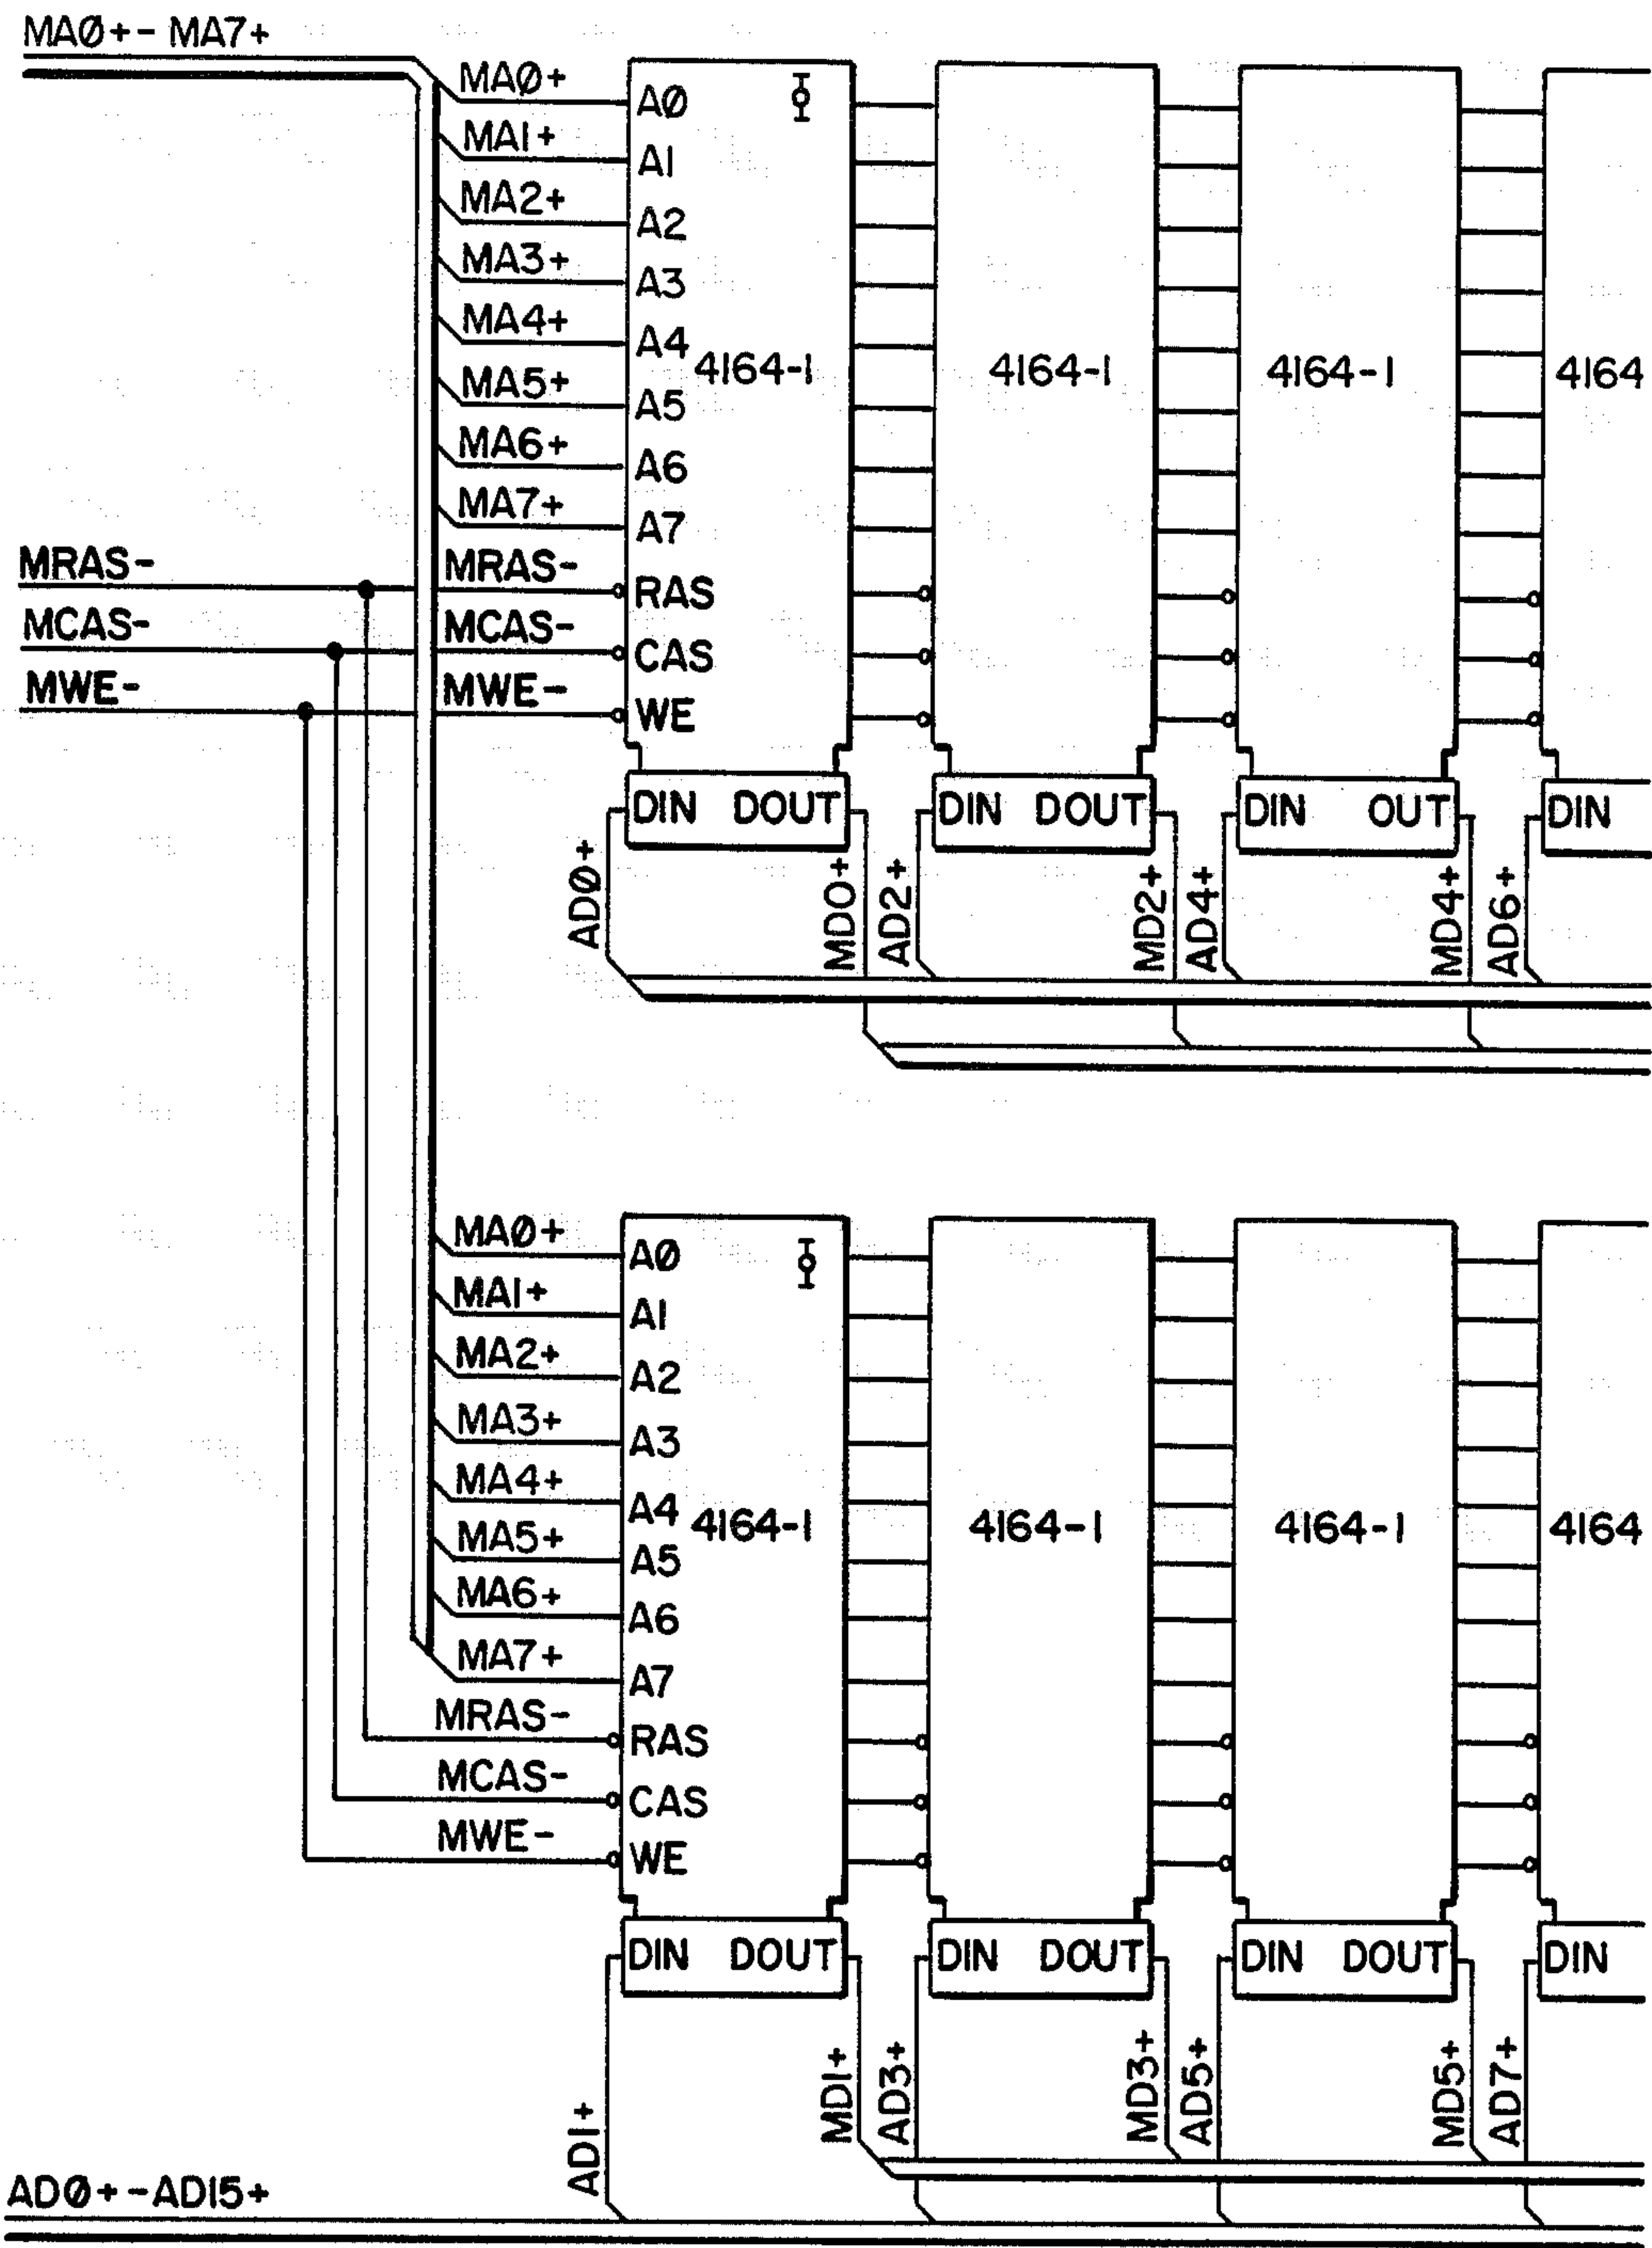 MAØ+- MA7+
MAØ+ AØ
MA1+ A1
MA2+ A2
MA3+ A3
MA4+ A4
4164-1 4164-1 4164-1 4164
MA5+ A5
MA6+ A6
MA7+ A7
MRAS- MRAS- RAS
MCAS- MCAS- CAS
MWE- MWE- WE
DIN DOUT DIN DOUT DIN OUT DIN
ADØ+ MDO+ AD2+ MD2+ AD4+ MD4+ AD6+
MAØ+ AØ
MA1+ A1
MA2+ A2
MA3+ A3
MA4+ A4
4164-1 4164-1 4164-1 4164
MA5+ A5
MA6+ A6
MA7+ A7
MRAS- RAS
MCAS- CAS
MWE- WE
DIN DOUT DIN DOUT DIN DOUT DIN
AD1+ MD1+ AD3+ MD3+ AD5+ MD5+ AD7+
ADØ+-AD15+